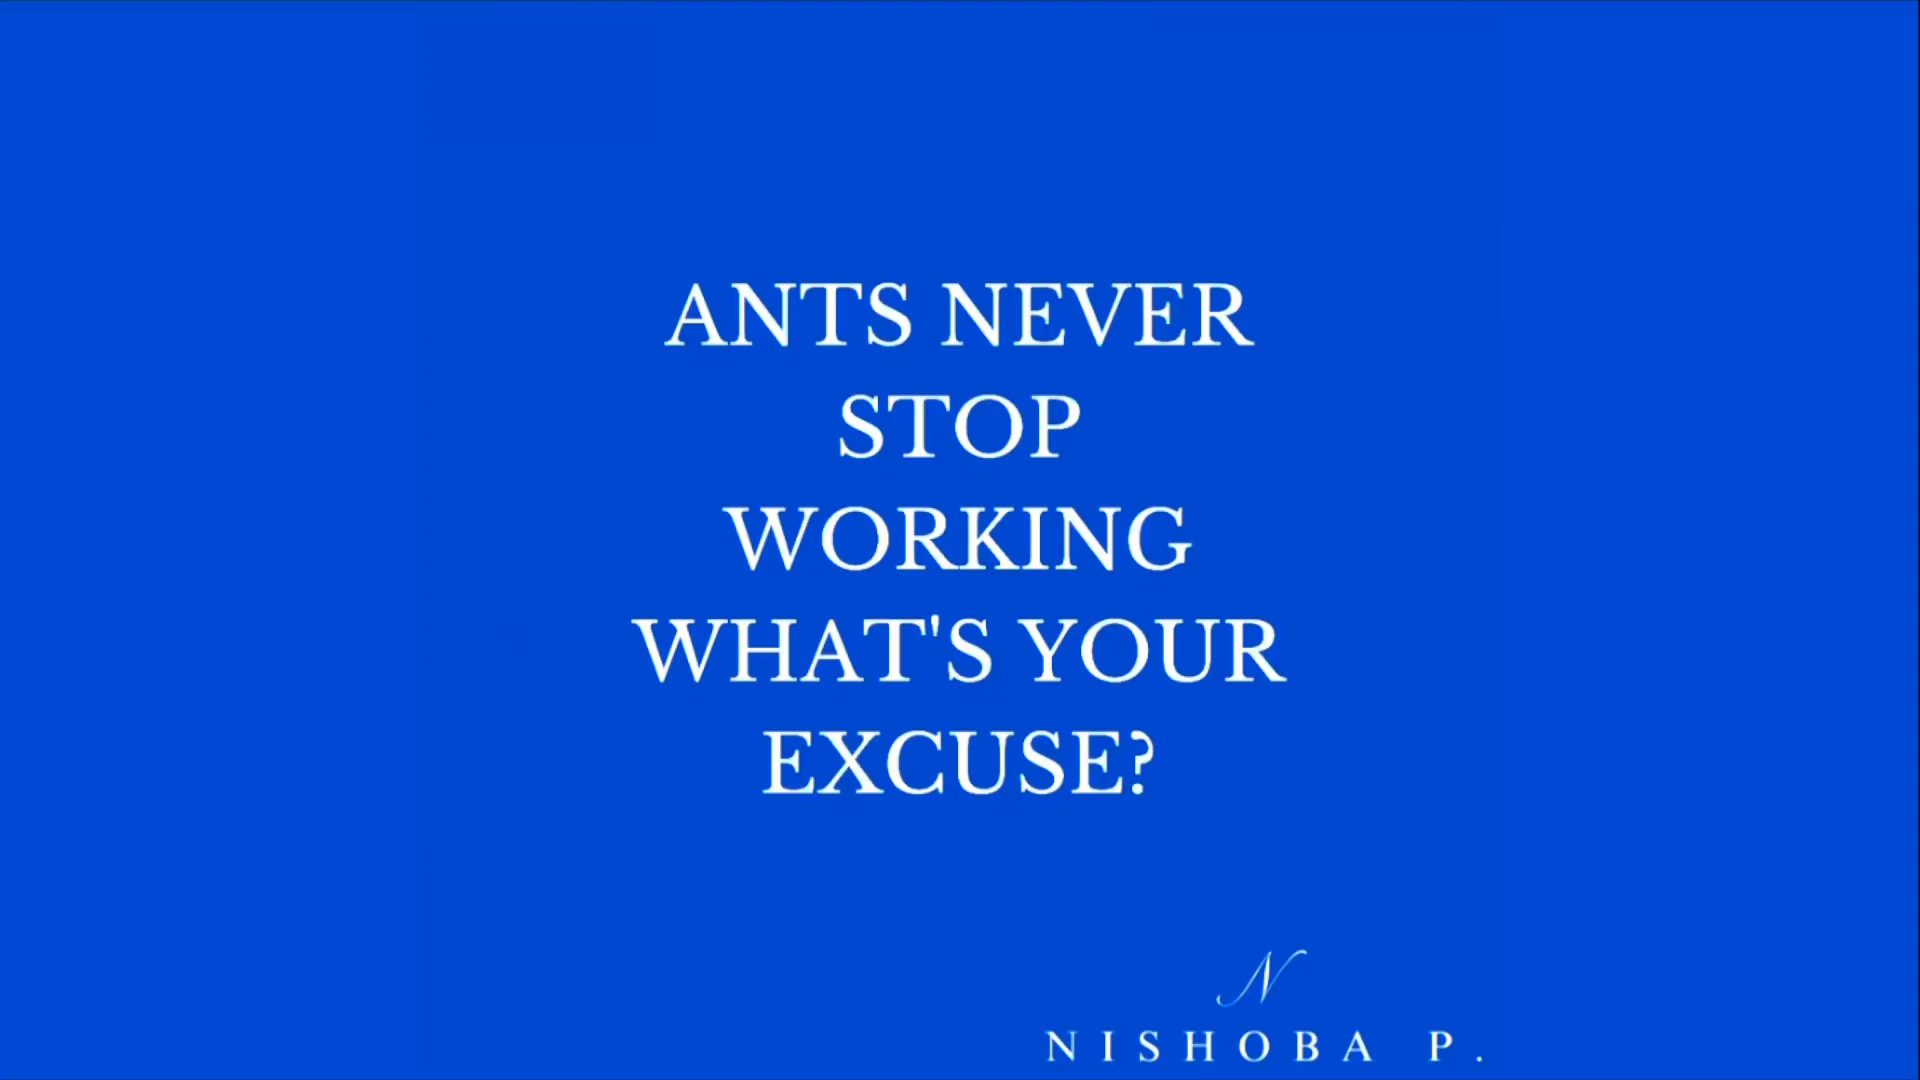 ANTS NEVER
STOP
WORKING
WHAT'S YOUR
EXCUSE?
N
NISHOBA P.